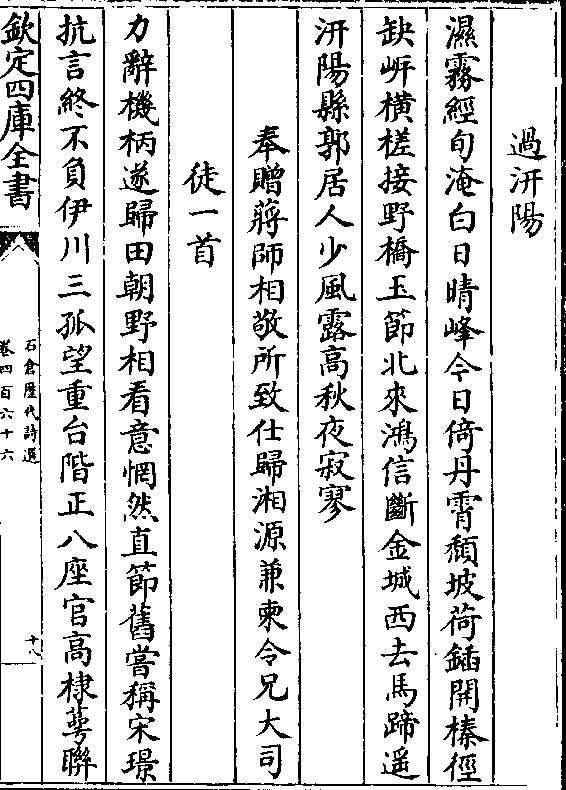 過汧陽
濕霧經旬淹白日晴峰今日倚丹霄頽坡荷鍤開榛徑
缺岍橫槎接野橋玉節北來鴻信斷金城西去馬蹄遥
汧陽縣郭居人少風露高秋夜寂寥
奉贈蔣師相敬所致仕歸湘源兼柬令兄大司
徒一首
力辭機柄遂歸田朝野相看意惘然直節舊嘗稱宋璟
抗言終不負伊川三孤望重台階正八座官高棣萼聯
欽定四庫全書
石倉歷代詩選
卷四百六十六
十八